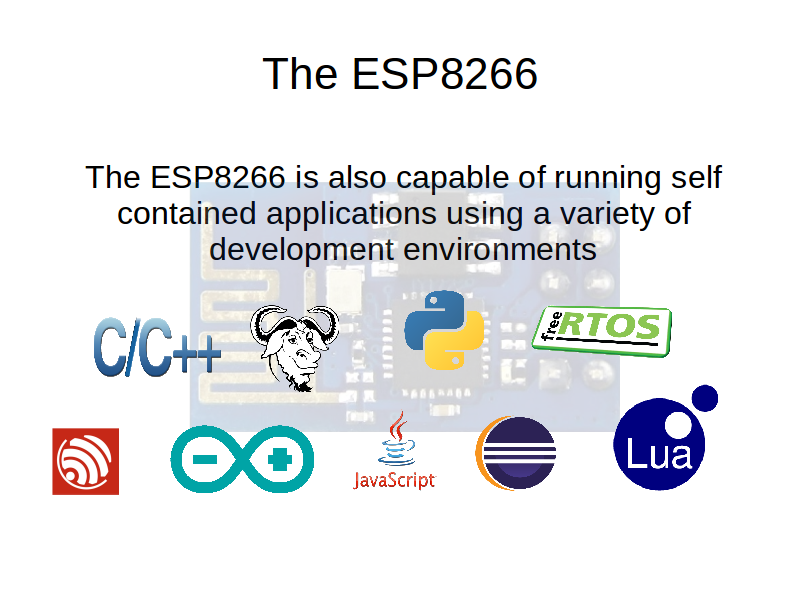 The ESP8266
The ESP8266 is also capable of running self
contained applications using a variety of
development environments
C/C++
free RTOS
JavaScript
Lua